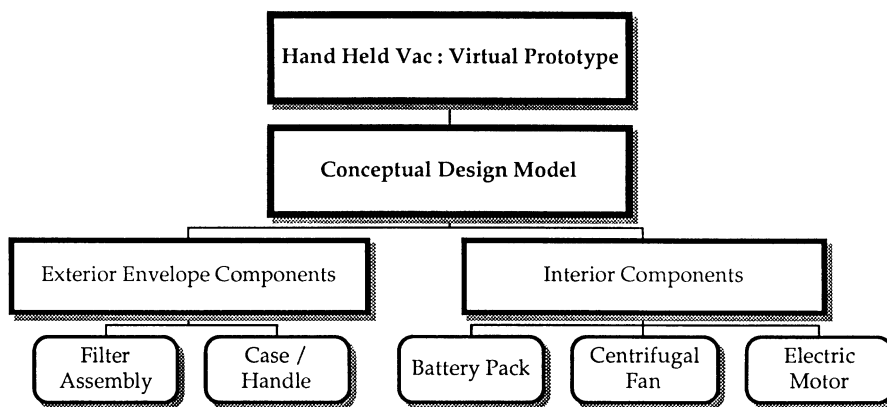 Hand Held Vac : Virtual Prototype
Conceptual Design Model
Exterior Envelope Components
Interior Components
Filter
Assembly
Case /
Handle
Battery Pack
Centrifugal
Fan
Electric
Motor